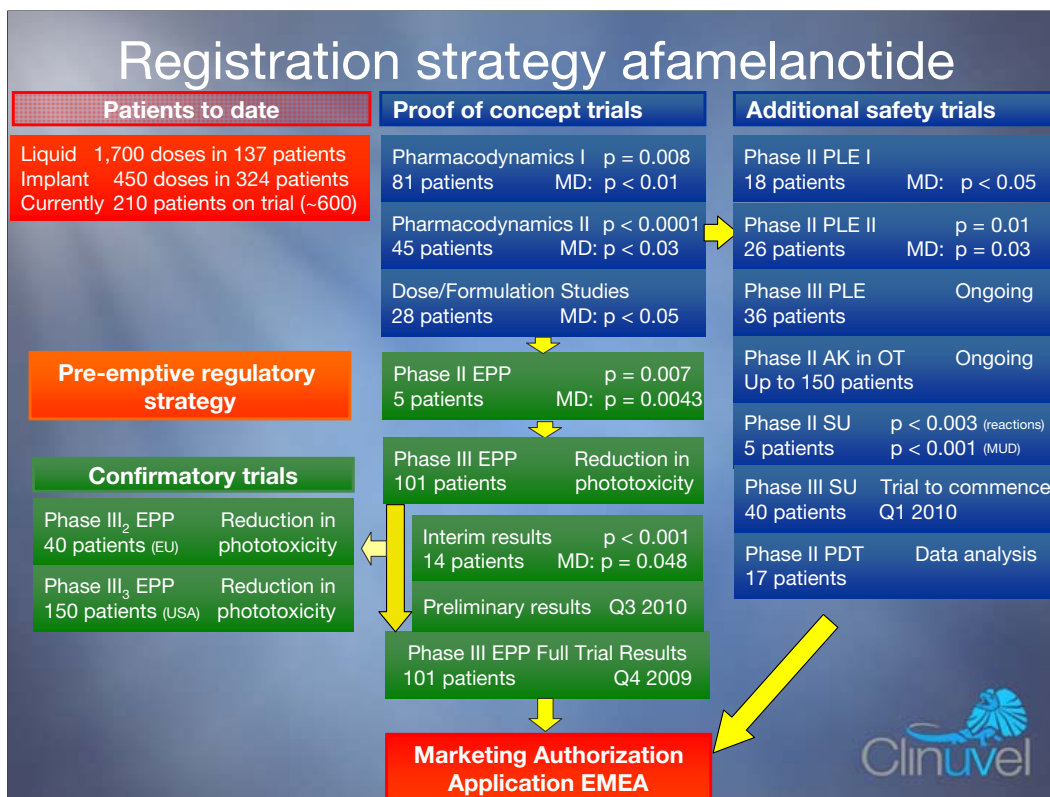 Registration strategy afamelanotide
Patients to date
Liquid 1,700 doses in 137 patients
Implant 450 doses in 324 patients
Currently 210 patients on trial (~600)
Pre-emptive regulatory
strategy
Confirmatory trials
Phase III2 EPP Reduction in
40 patients (EU) phototoxicity
Phase III3 EPP Reduction in
150 patients (USA) phototoxicity
Proof of concept trials
Pharmacodynamics I p = 0.008
81 patients MD: p < 0.01
Pharmacodynamics II p < 0.0001
45 patients MD: p < 0.03
Dose/Formulation Studies
28 patients MD: p < 0.05
Phase II EPP p = 0.007
5 patients MD: p = 0.0043
Phase III EPP Reduction in
101 patients phototoxicity
Interim results p < 0.001
14 patients MD: p = 0.048
Preliminary results Q3 2010
Phase III EPP Full Trial Results
101 patients Q4 2009
Marketing Authorization
Application EMEA
Additional safety trials
Phase II PLE I
18 patients MD: p < 0.05
Phase II PLE II p = 0.01
26 patients MD: p = 0.03
Phase III PLE Ongoing
36 patients
Phase II AK in OT Ongoing
Up to 150 patients
Phase II SU p < 0.003 (reactions)
5 patients p < 0.001 (MUD)
Phase III SU Trial to commence
40 patients Q1 2010
Phase II PDT Data analysis
17 patients
Clinuvel